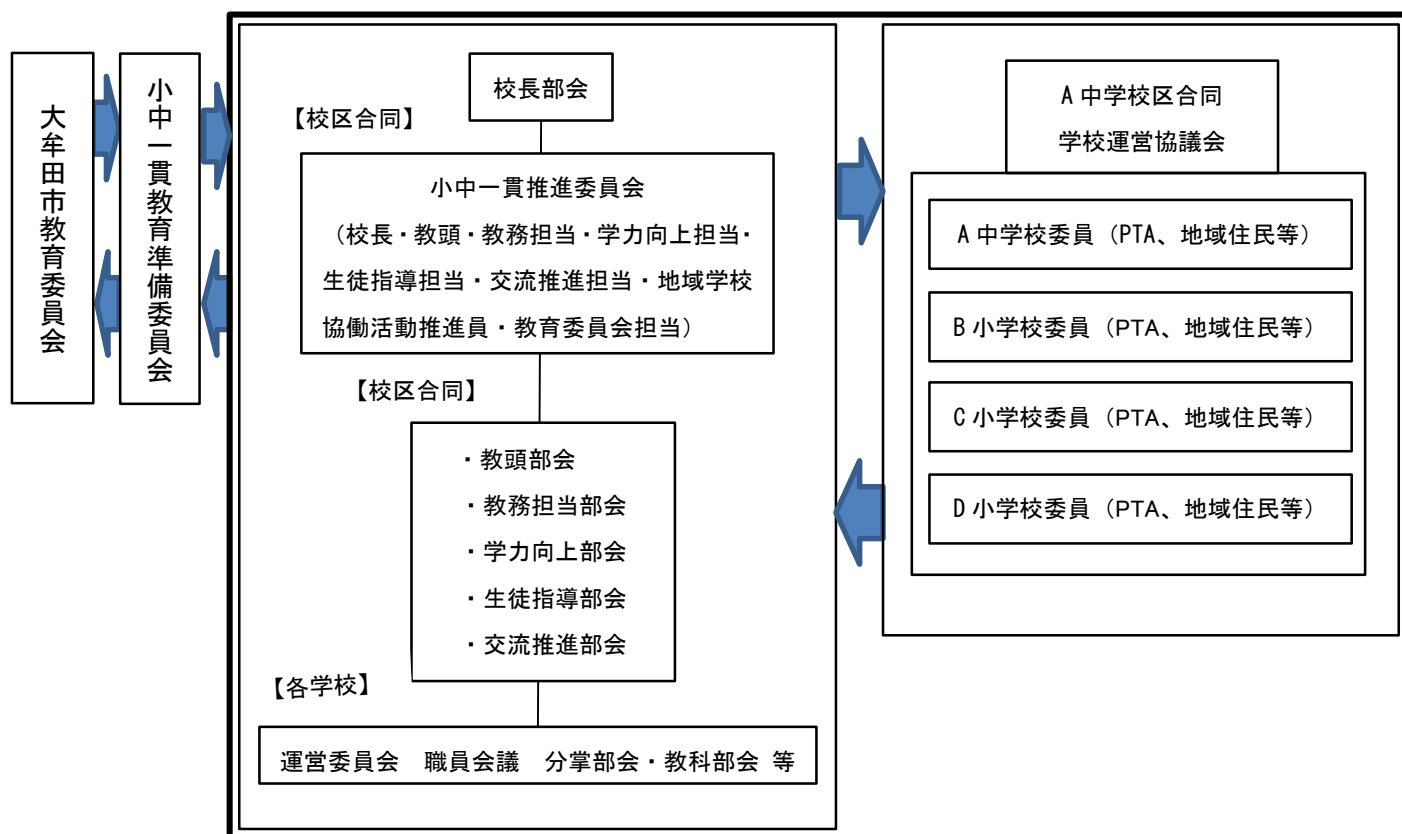 大牟田市教育委員会
小中一貫教育準備委員会
校長部会
【校区合同】
小中一貫推進委員会
（校長・教頭・教務担当・学力向上担当・
生徒指導担当・交流推進担当・地域学校
協働活動推進員・教育委員会担当）
【校区合同】
・教頭部会
・教務担当部会
・学力向上部会
・生徒指導部会
・交流推進部会
【各学校】
運営委員会　職員会議　分掌部会・教科部会 等
A 中学校区合同
学校運営協議会
A 中学校委員（PTA、地域住民等）
B 小学校委員（PTA、地域住民等）
C 小学校委員（PTA、地域住民等）
D 小学校委員（PTA、地域住民等）